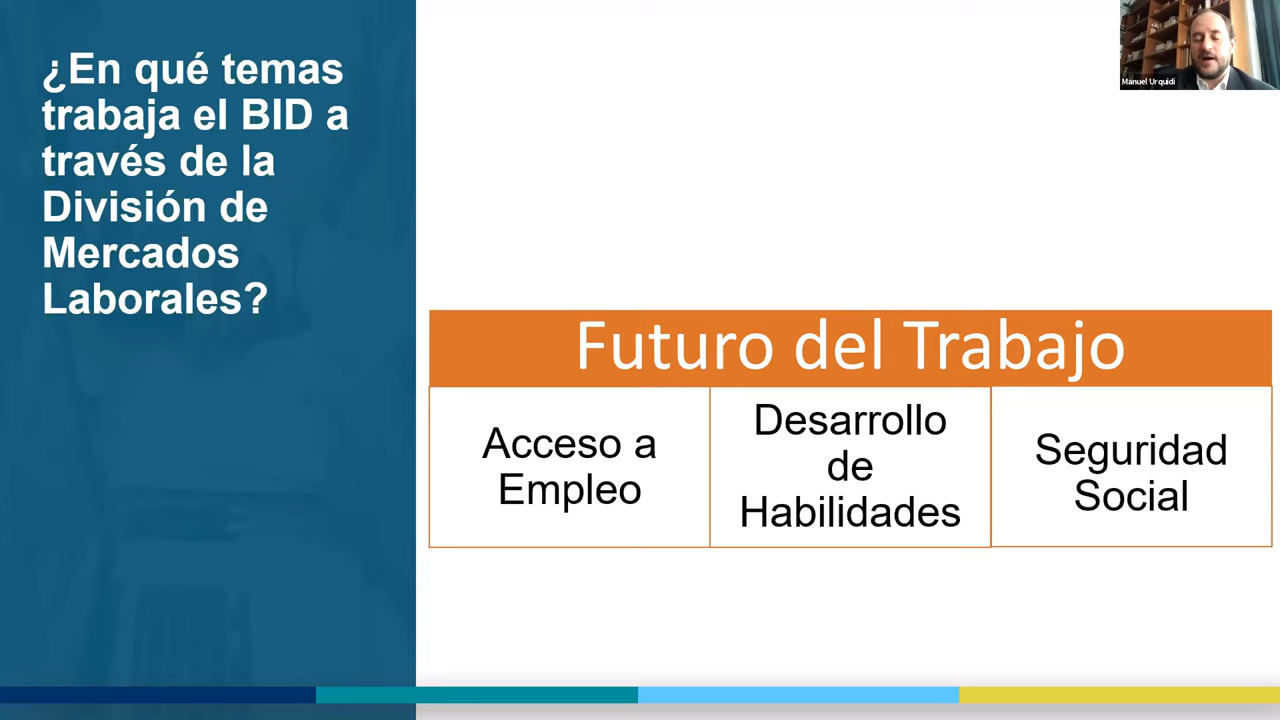 ¿En qué temas
trabaja el BID a
través de la
División de
Mercados
Laborales?
Manuel Urquidi
Futuro del Trabajo
Acceso a
Empleo
Desarrollo
de
Habilidades
Seguridad
Social